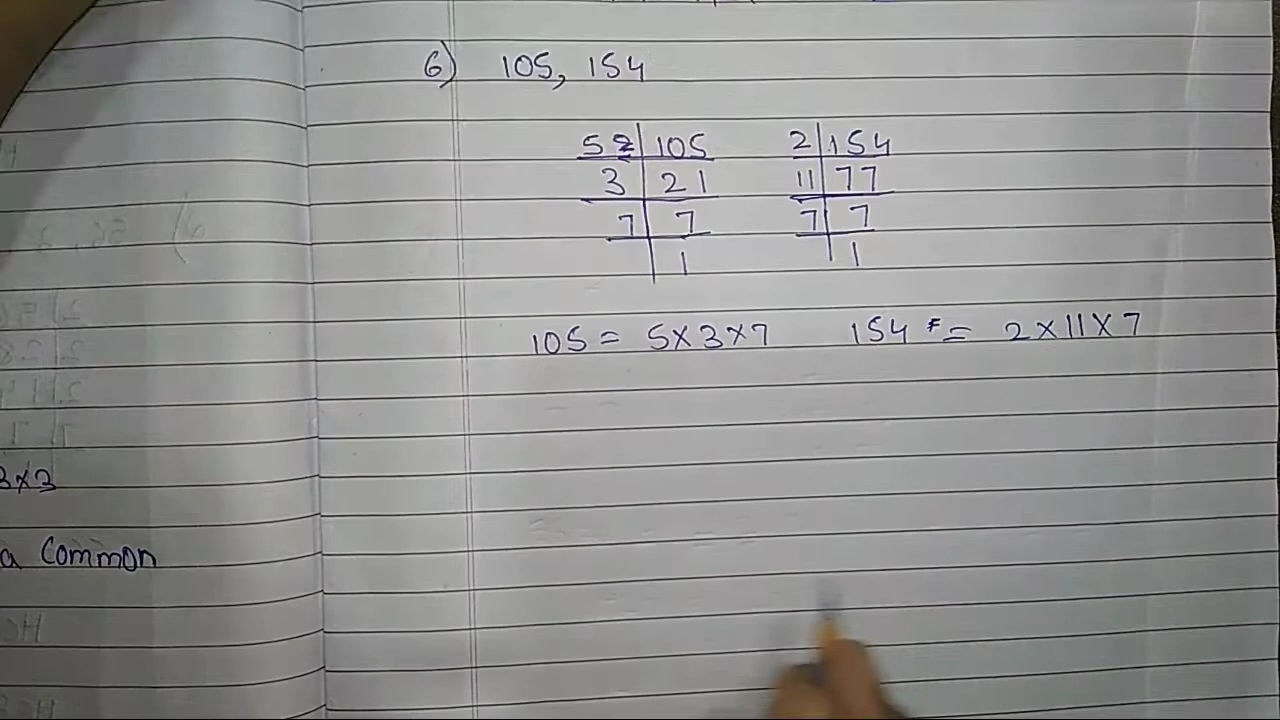 6) 105, 154
5 2 | 105 2 | 154
3 | 21 11 | 77
7 | 7 7 | 7
1 1
105 = 5×3×7 154 = 2×11×7
3×3
a Common